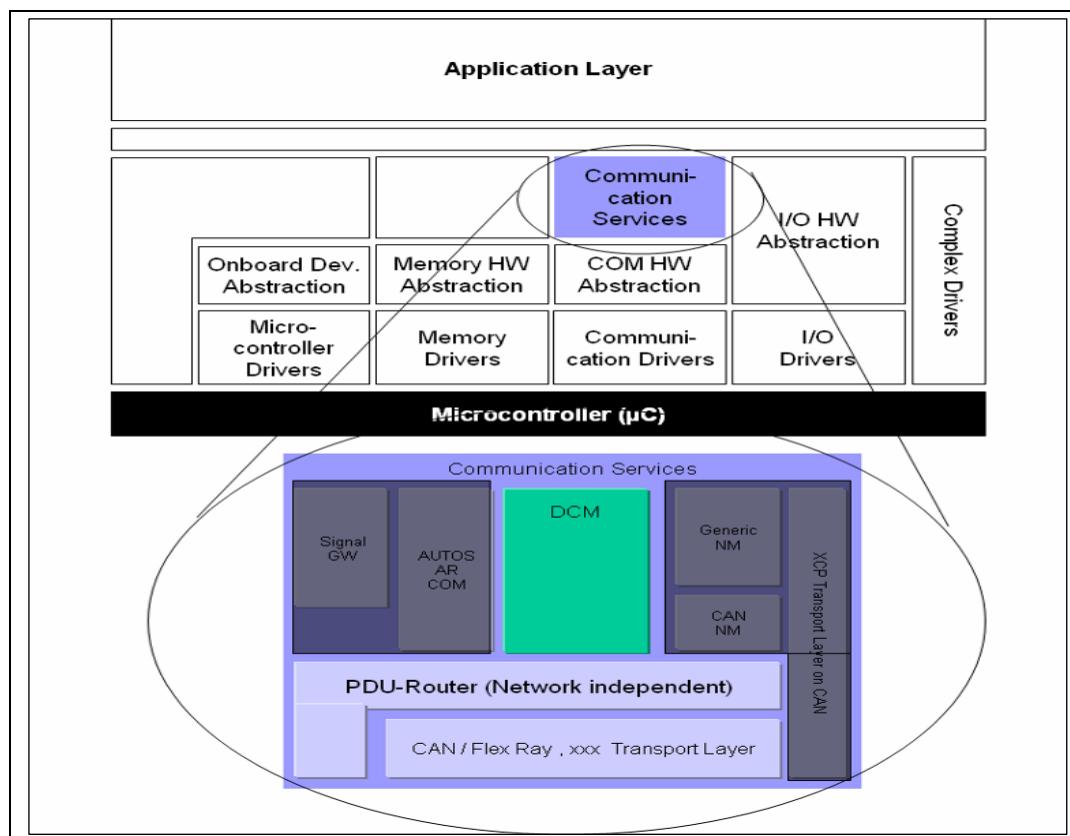 Application Layer
Communi-
cation
Services
I/O HW
Abstraction
Complex Drivers
Onboard Dev.
Abstraction
Memory HW
Abstraction
COM HW
Abstraction
Micro-
controller
Drivers
Memory
Drivers
Communi-
cation Drivers
I/O
Drivers
Microcontroller (µC)
Communication Services
Signal
GW
AUTOS
AR
COM
DCM
Generic
NM
CAN
NM
XCP Transport Layer on CAN
PDU-Router (Network independent)
CAN / Flex Ray , xxx Transport Layer